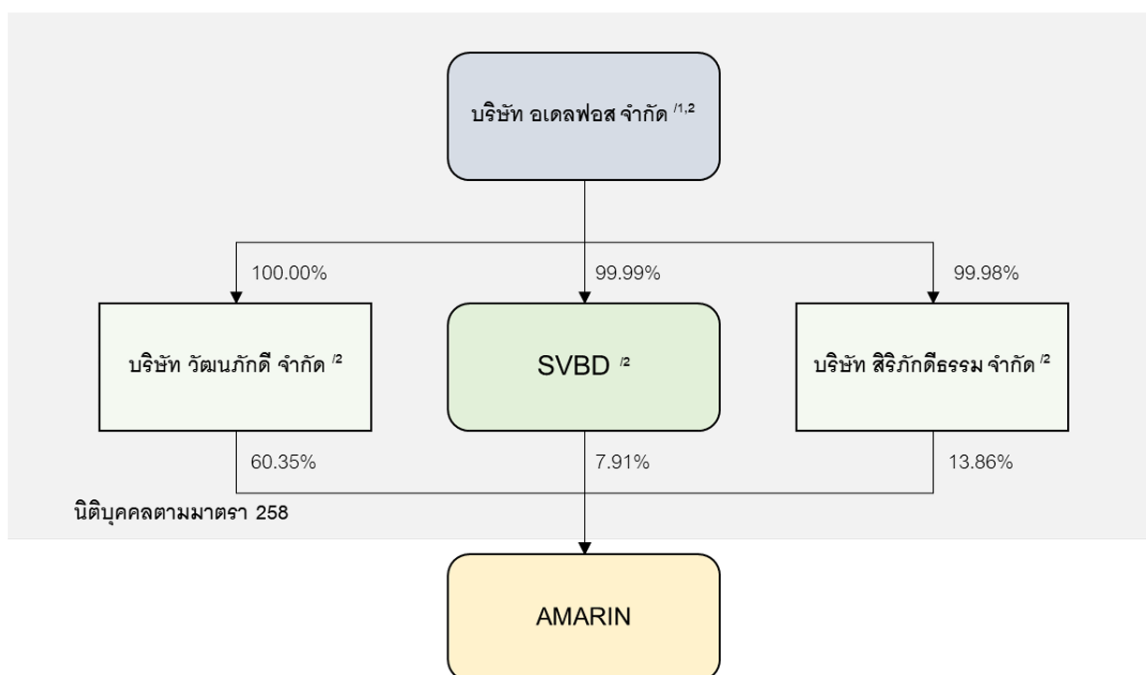 บริษัท อเดลฟอส จำกัด /1,2
100.00%
99.99%
99.98%
บริษัท วัฒนภักดี จำกัด /2
SVBD /2
บริษัท สิริภักดีธรรม จำกัด /2
60.35%
7.91%
13.86%
นิติบุคคลตามมาตรา 258
AMARIN